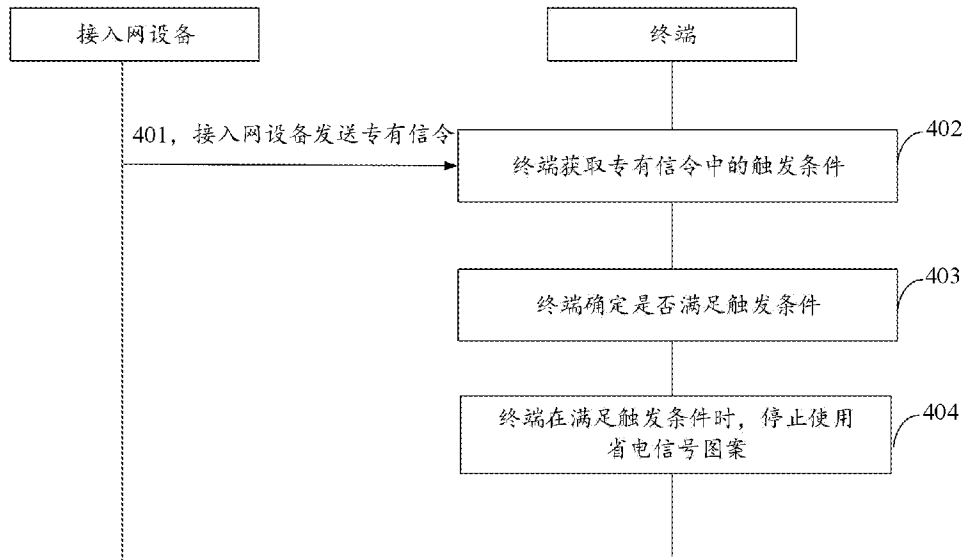 接入网设备
终端
401，接入网设备发送专有信令
402
终端获取专有信令中的触发条件
403
终端确定是否满足触发条件
404
终端在满足触发条件时，停止使用
省电信号图案